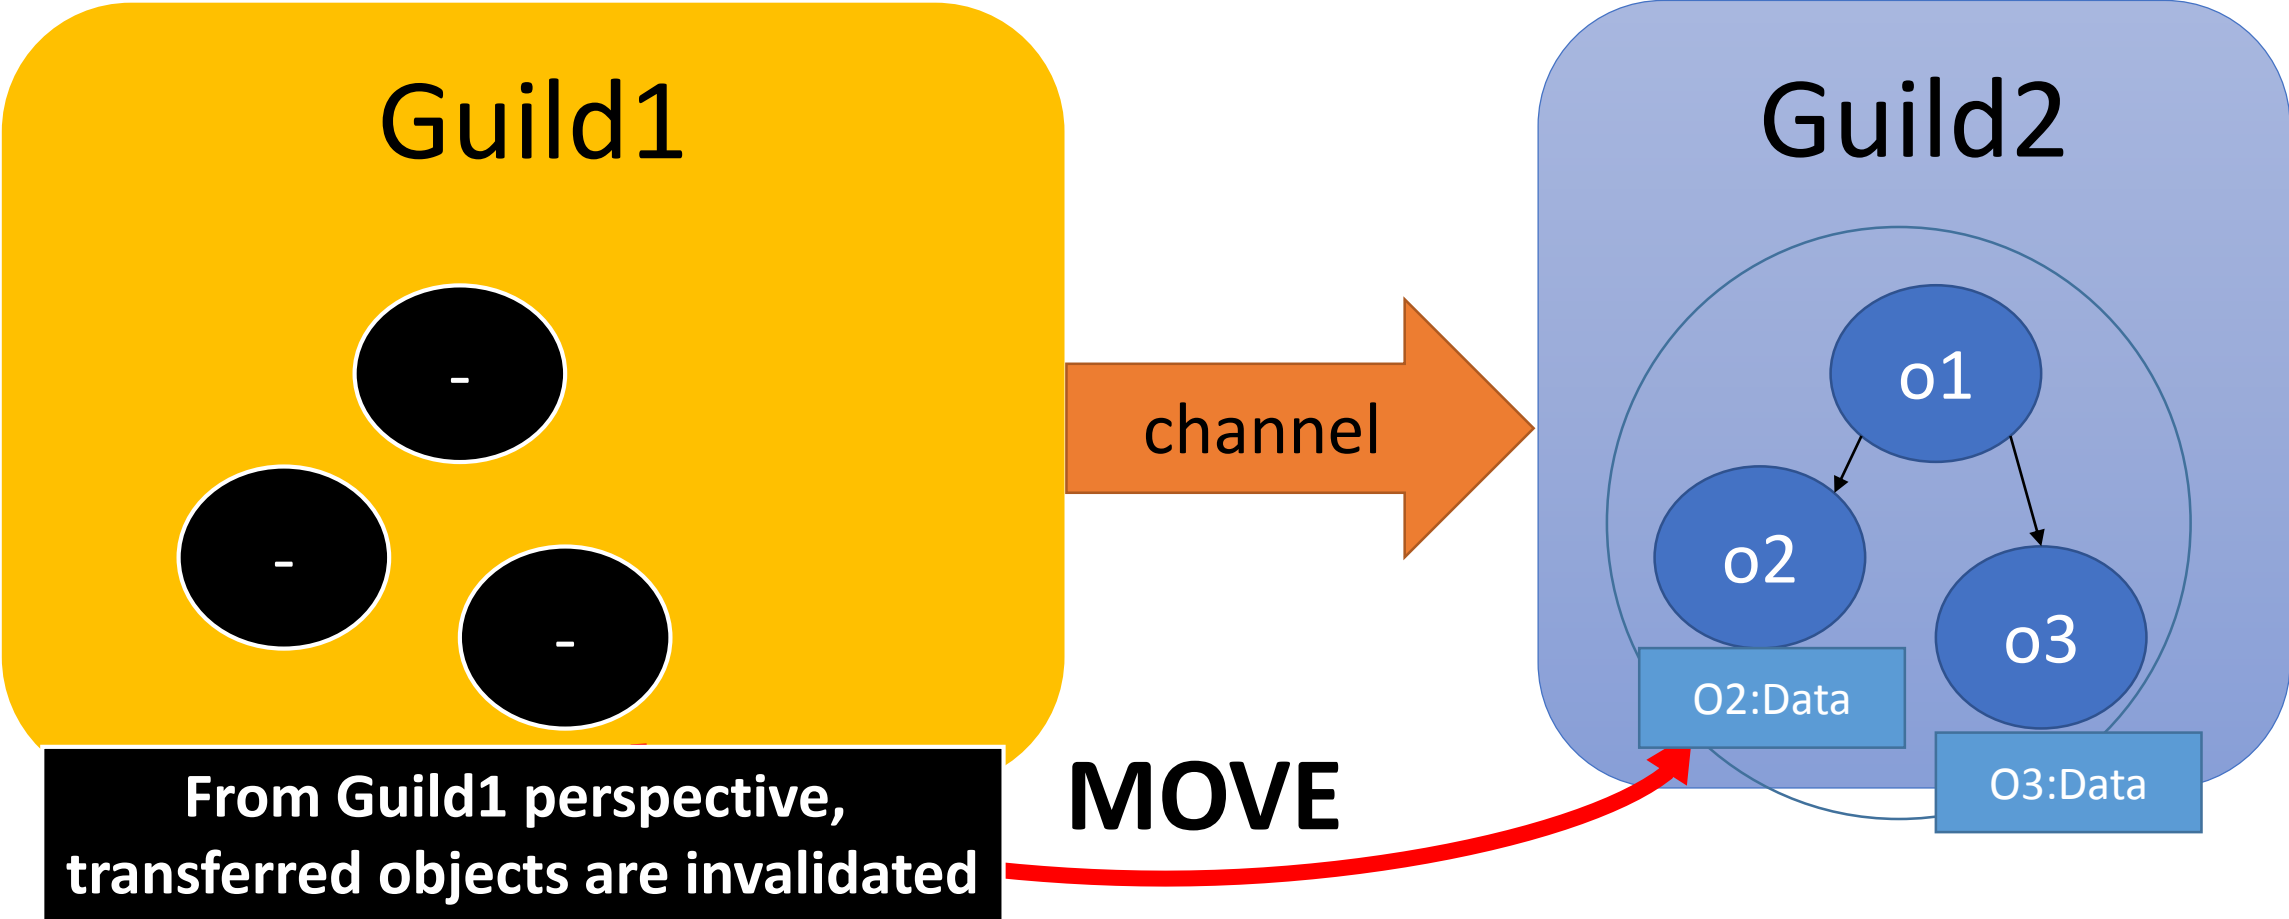 Guild1
Guild2
-
-
-
channel
o1
o2
o3
O2:Data
O3:Data
MOVE
From Guild1 perspective,
transferred objects are invalidated